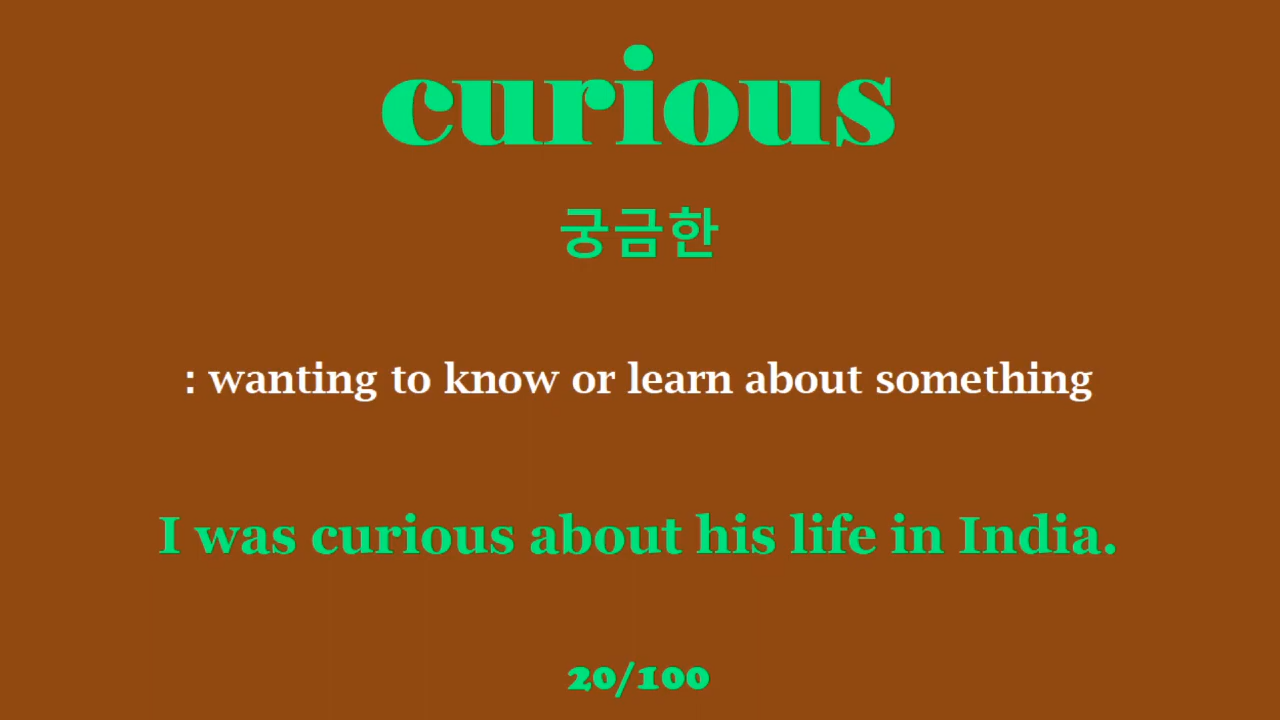 curious
궁금한
: wanting to know or learn about something
I was curious about his life in India.
20/100